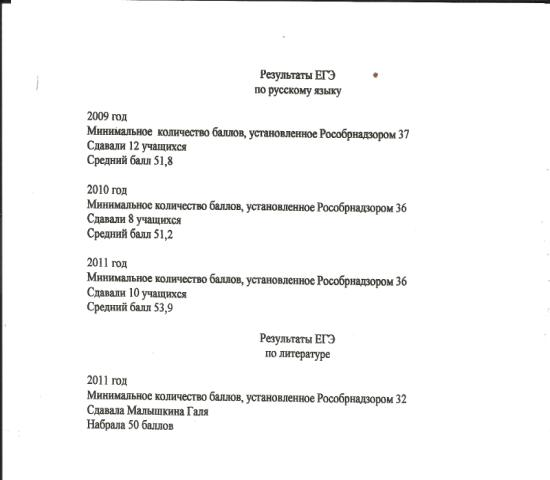 Результаты ЕГЭ
по русскому языку
2009 год
Минимальное количество баллов, установленное Рособрнадзором 37
Сдавали 12 учащихся
Средний балл 51,8
2010 год
Минимальное количество баллов, установленное Рособрнадзором 36
Сдавали 8 учащихся
Средний балл 51,2
2011 год
Минимальное количество баллов, установленное Рособрнадзором 36
Сдавали 10 учащихся
Средний балл 53,9
Результаты ЕГЭ
по литературе
2011 год
Минимальное количество баллов, установленное Рособрнадзором 32
Сдавала Малышкина Галя
Набрала 50 баллов